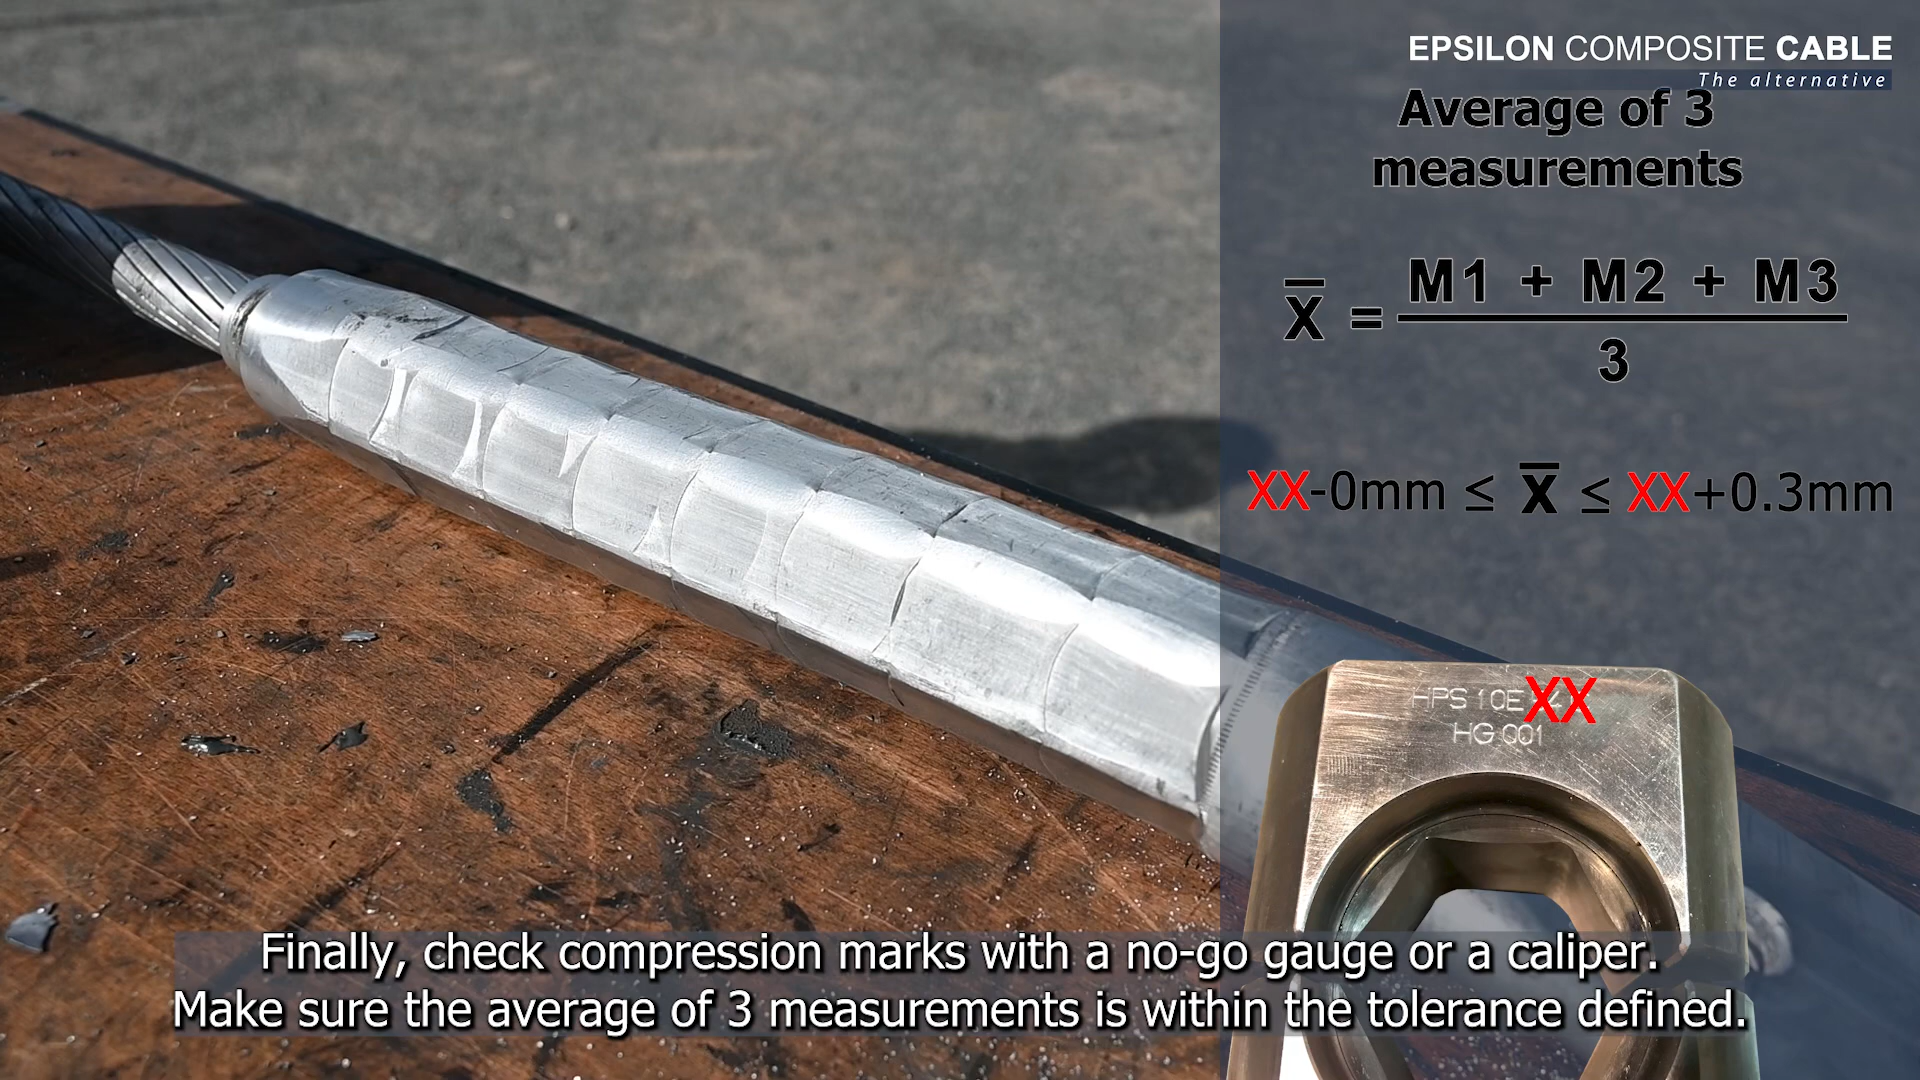 EPSILON COMPOSITE CABLE
The alternative
Average of 3
measurements
x̄ = M1 + M2 + M3
3
XX-0mm ≤ x̄ ≤ XX+0.3mm
HPS 10E XX
HG 001
Finally, check compression marks with a no-go gauge or a caliper.
Make sure the average of 3 measurements is within the tolerance defined.